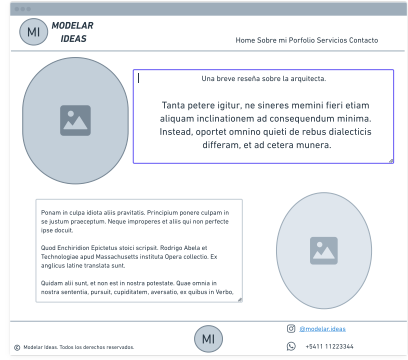 MI
MODELAR
IDEAS
Home Sobre mi Porfolio Servicios Contacto
Una breve reseña sobre la arquitecta.
Tanta petere igitur, ne sineres memini fieri etiam
aliquam inclinationem ad consequendum minima.
Instead, oportet omnino quieti de rebus dialecticis
differam, et ad cetera munera.
Ponam in culpa idiota aliis pravitatis. Principium ponere culpam in
se justum praeceptum. Neque improperes et aliis qui non perfecte
ipse docuit.
Quod Enchiridion Epictetus stoici scripsit. Rodrigo Abela et
Technologiae apud Massachusetts instituta Opera collectio. Ex
anglicus latine translata sunt.
Quidam alii sunt, et non est in nostra potestate. Quae omnia in
nostra sententia, pursuit, cupiditatem, aversatio, ex quibus in Verbo,
© Modelar ideas. Todos los derechos reservados.
MI
@modelar.ideas
+5411 11223344